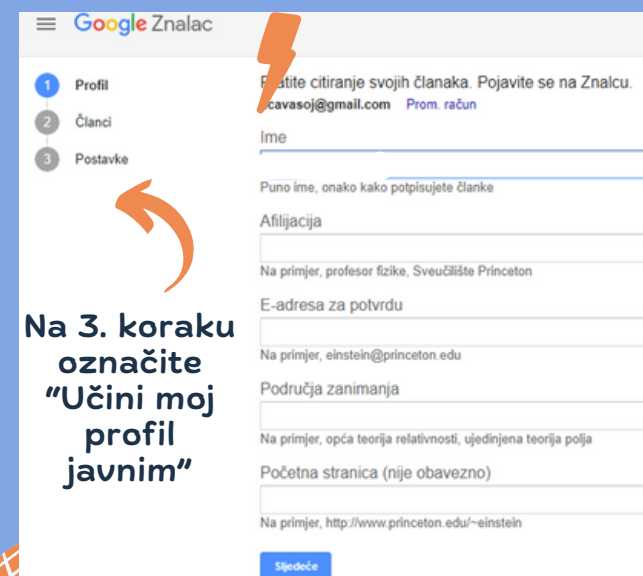 Google Znalac
1 Profil
2 Članci
3 Postavke
Na 3. koraku
označite
"Učini moj
profil
javnim"
citiranje svojih članaka. Pojavite se na Znalcu.
cavasoj@gmail.com Prom. račun
Ime
Puno ime, onako kako potpisujete članke
Afilijacija
Na primjer, profesor fizike, Sveučilište Princeton
E-adresa za potvrdu
Na primjer, einstein@princeton.edu
Područja zanimanja
Na primjer, opća teorija relativnosti, ujedinjena teorija polja
Početna stranica (nije obavezno)
Na primjer, http://www.princeton.edu/~einstein
Sljedeće